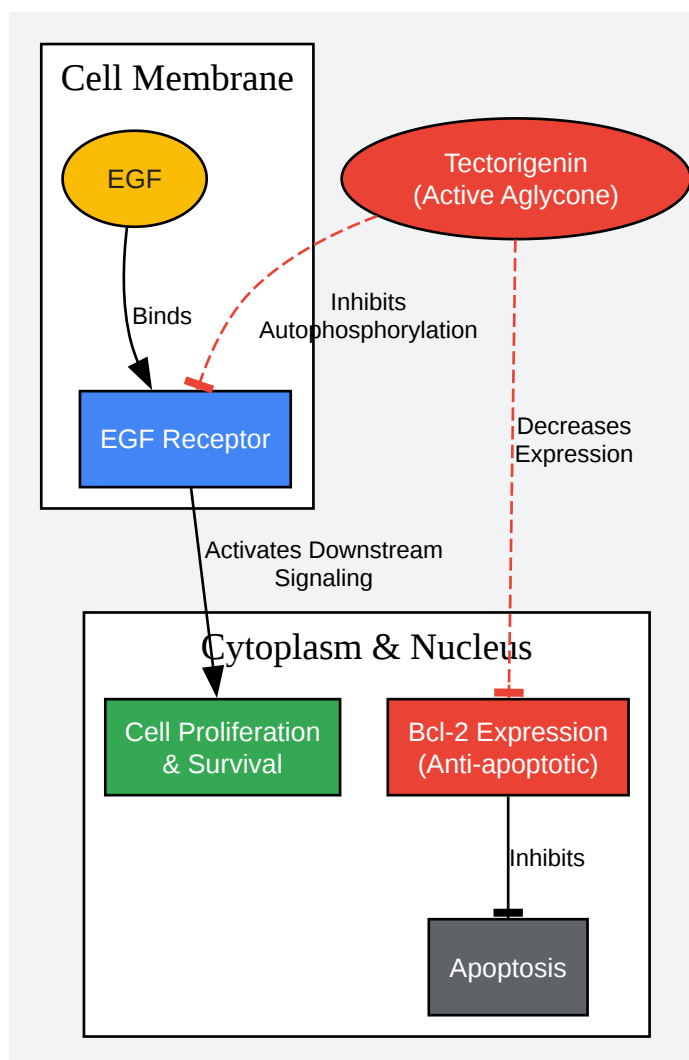 Cell Membrane
EGF
Tectorigenin
(Active Aglycone)
Binds
Inhibits
Autophosphorylation
EGF Receptor
Decreases
Expression
Activates Downstream
Signaling
Cytoplasm & Nucleus
Cell Proliferation
& Survival
Bcl-2 Expression
(Anti-apoptotic)
Inhibits
Apoptosis